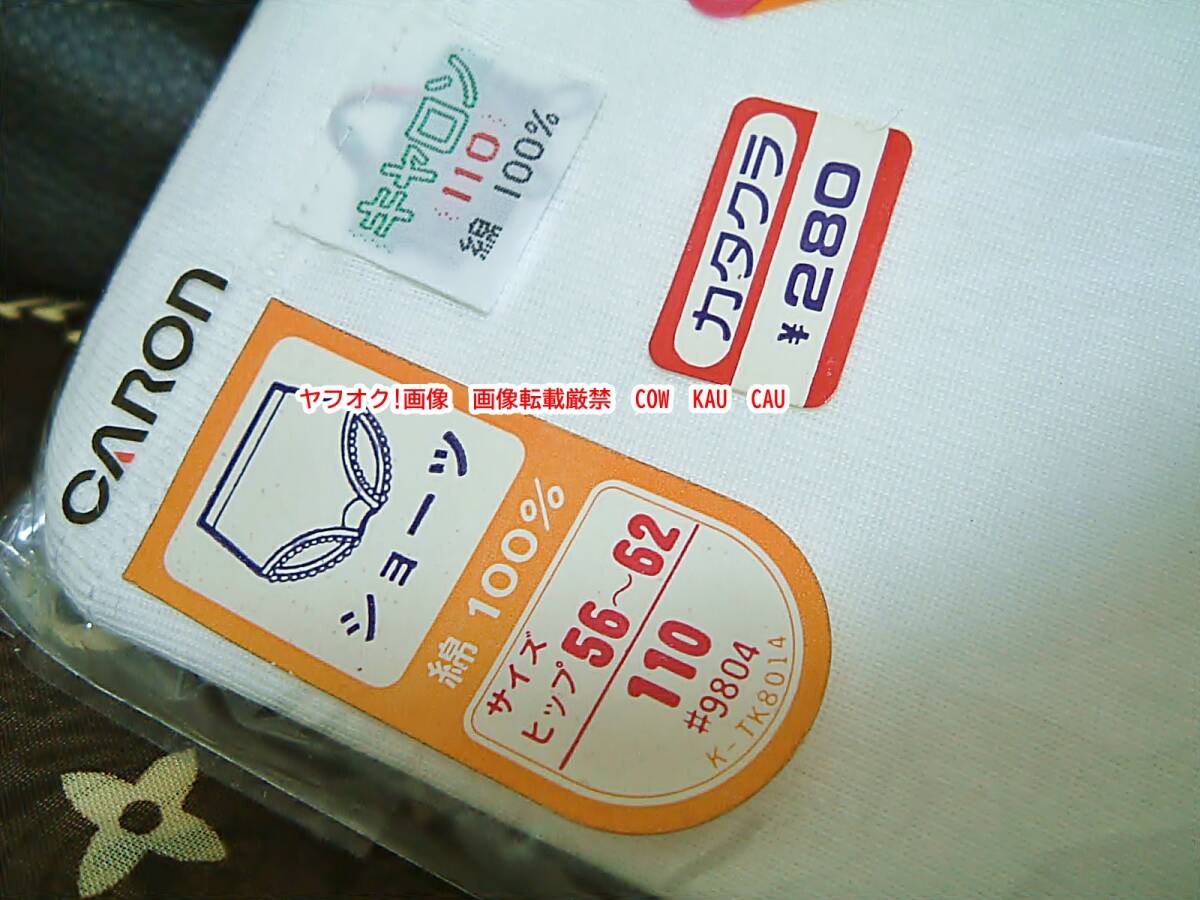 キャロン
110
綿 100%
カタクラ
¥280
CARON
ヤフオク!画像 画像転載厳禁 COW KAU CAU
ショーツ
綿 100%
サイズ
ヒップ 56～62
110
#9804
K-TK8014